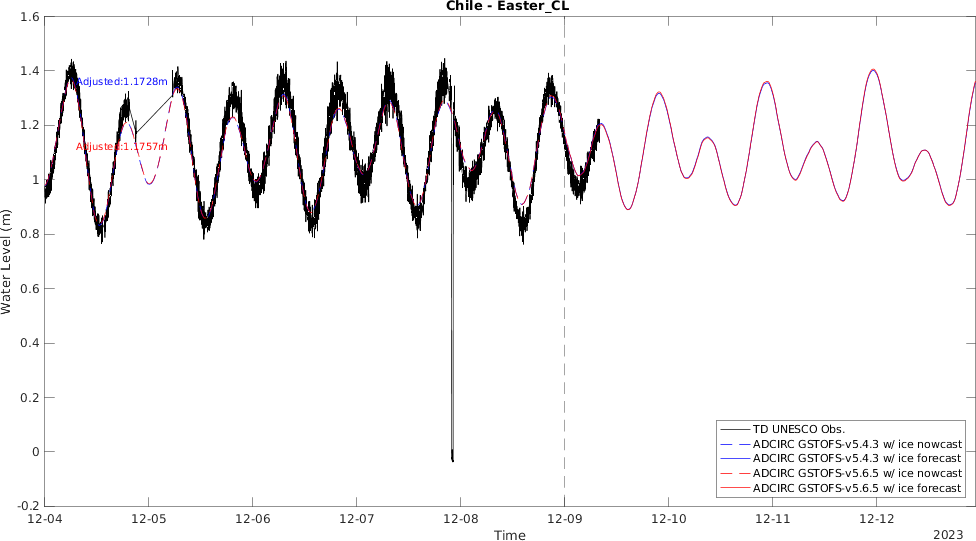 Chile - Easter_CL
1.6
1.4
1.2
1
0.8
0.6
0.4
0.2
0
-0.2
Water Level (m)
Adjusted:1.1728m
Adjusted:1.1757m
TD UNESCO Obs.
ADCIRC GSTOFS-v5.4.3 w/ ice nowcast
ADCIRC GSTOFS-v5.4.3 w/ ice forecast
ADCIRC GSTOFS-v5.6.5 w/ ice nowcast
ADCIRC GSTOFS-v5.6.5 w/ ice forecast
12-04 12-05 12-06 12-07 12-08 12-09 12-10 12-11 12-12
Time
2023